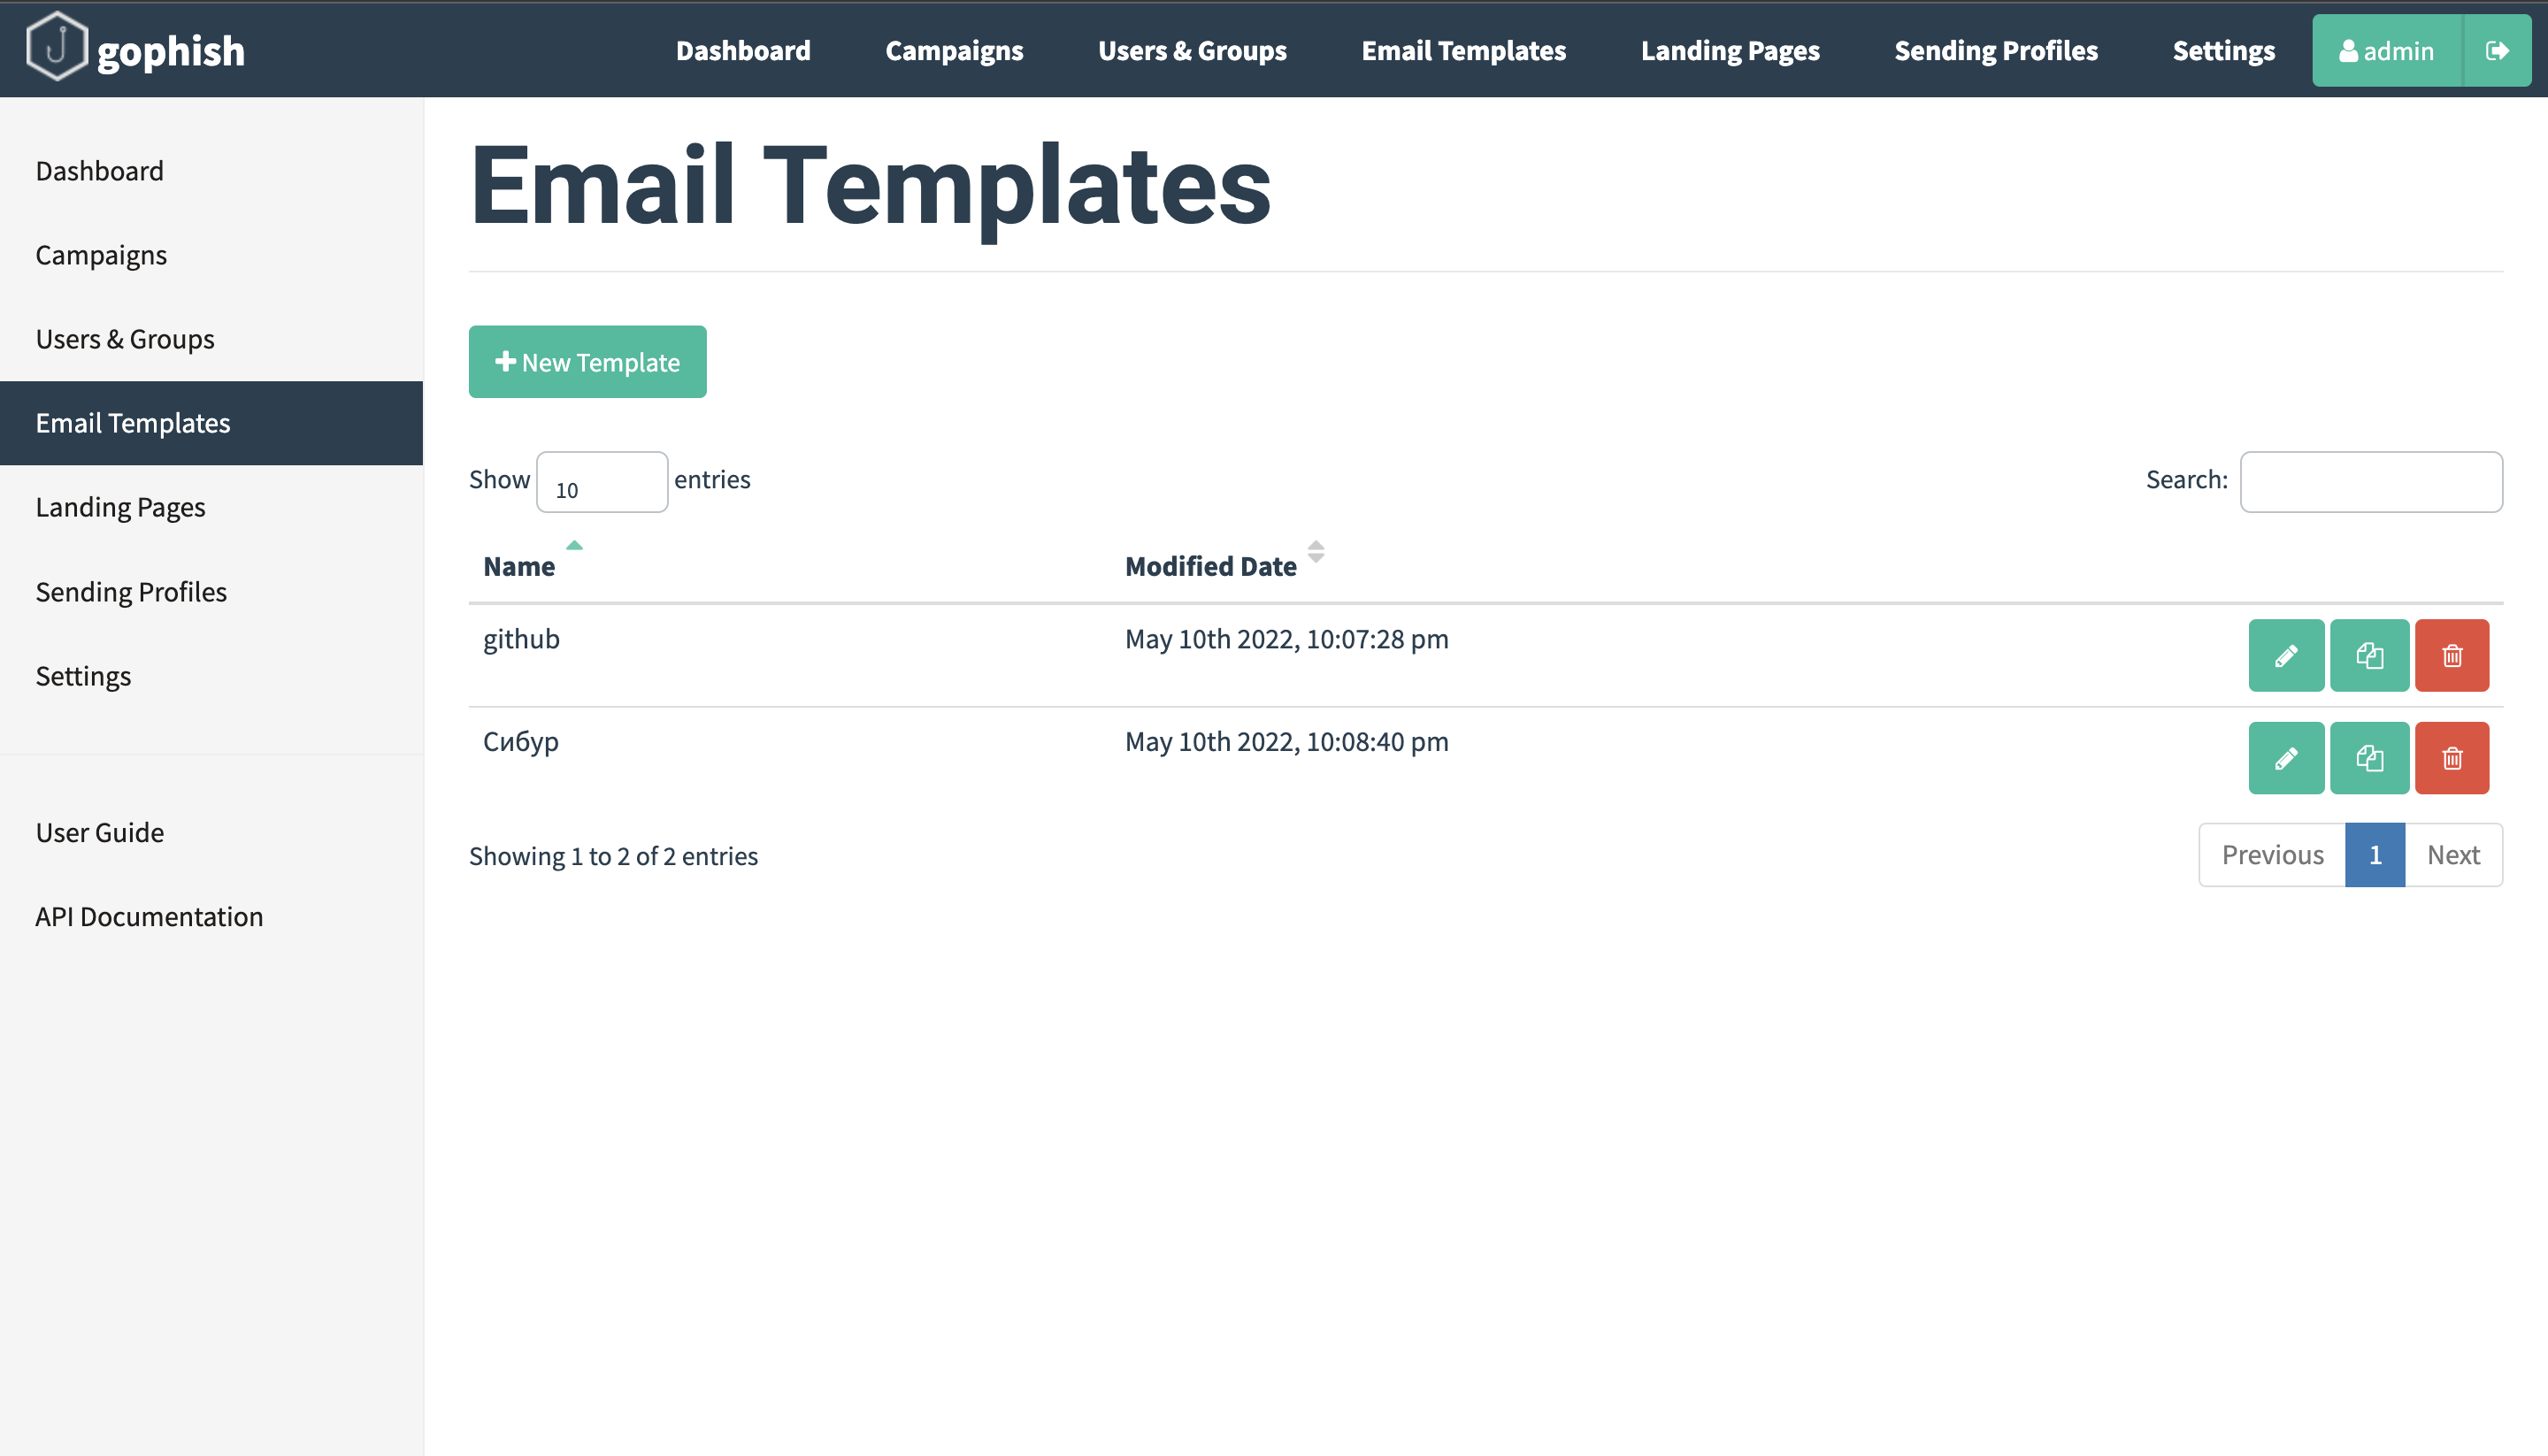 gophish
Dashboard Campaigns Users & Groups Email Templates Landing Pages Sending Profiles Settings admin
Dashboard
Campaigns
Users & Groups
Email Templates
Landing Pages
Sending Profiles
Settings
User Guide
API Documentation
Email Templates
New Template
Show 10 entries
Search:
Name Modified Date
github May 10th 2022, 10:07:28 pm
Сибур May 10th 2022, 10:08:40 pm
Showing 1 to 2 of 2 entries
Previous 1 Next